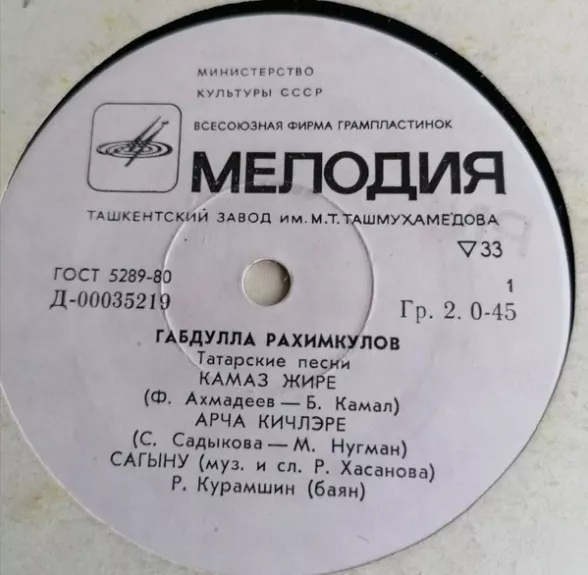 МИНИСТЕРСТВО
КУЛЬТУРЫ СССР
ВСЕСОЮЗНАЯ ФИРМА ГРАМПЛАСТИНОК
МЕЛОДИЯ
ТАШКЕНТСКИЙ ЗАВОД ИМ. М.Т. ТАШМУХАМЕДОВА
▽33
ГОСТ 5289-80
1
Д-00035219
Гр. 2. 0-45
ГАБДУЛЛА РАХИМКУЛОВ
Татарские песни
КАМАЗ ЖИРЕ
(Ф. Ахмадеев — Б. Камал)
АРЧА КИЧЛЭРЕ
(С. Садыкова — М. Нугман)
САГЫНУ (муз. и сл. Р. Хасанова)
Р. Курамшин (баян)